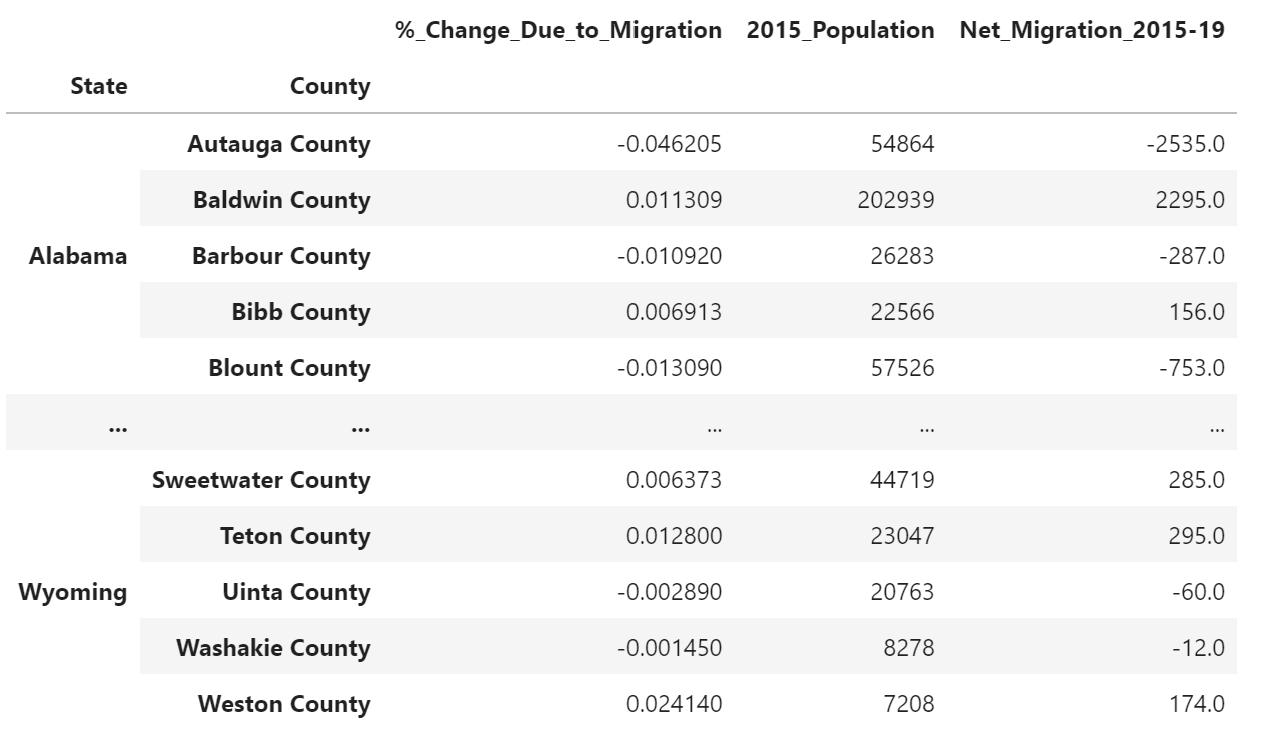 %_Change_Due_to_Migration 2015_Population Net_Migration_2015-19
State County
Autauga County -0.046205 54864 -2535.0
Baldwin County 0.011309 202939 2295.0
Alabama Barbour County -0.010920 26283 -287.0
Bibb County 0.006913 22566 156.0
Blount County -0.013090 57526 -753.0
... ... ... ... ...
Sweetwater County 0.006373 44719 285.0
Teton County 0.012800 23047 295.0
Wyoming Uinta County -0.002890 20763 -60.0
Washakie County -0.001450 8278 -12.0
Weston County 0.024140 7208 174.0